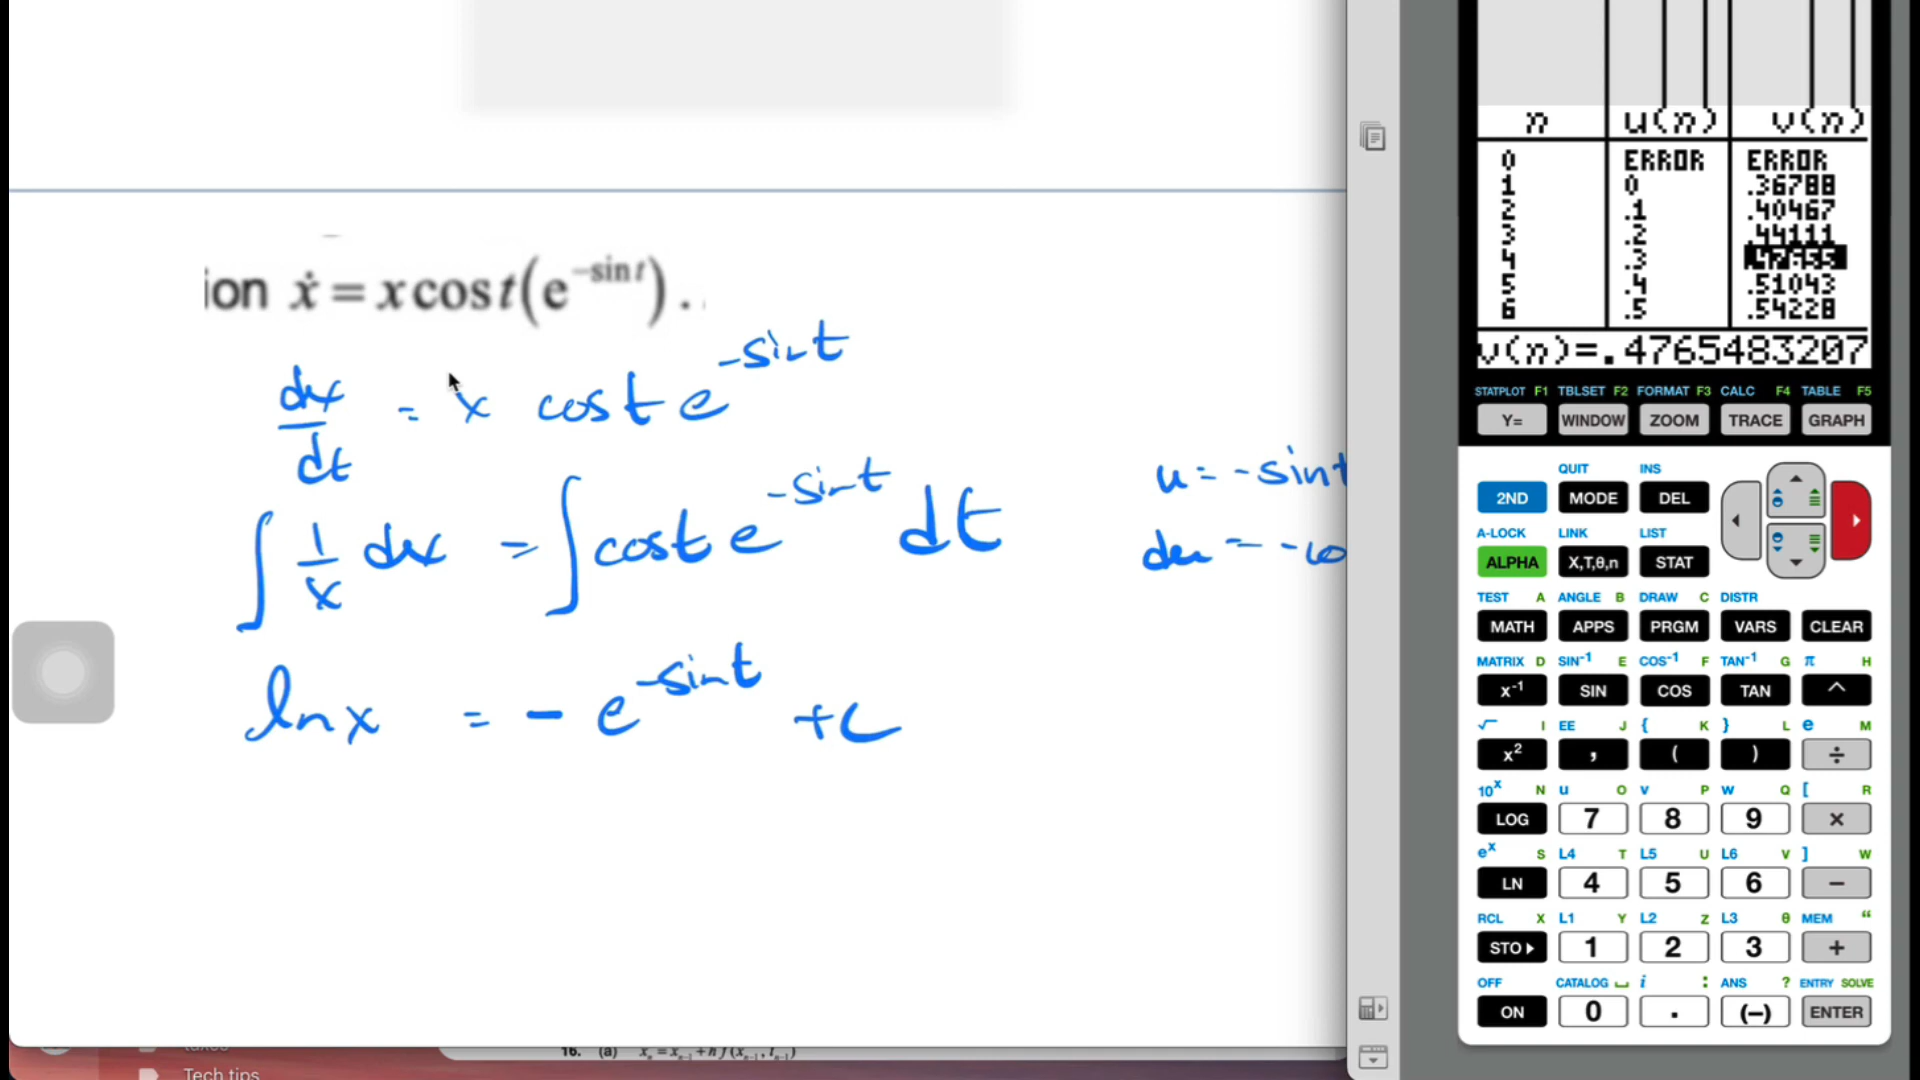 ion ẋ = x cos t(e^{-sin t}).
dx/dt = x cos t e^{-sin t}
∫ 1/x dx = ∫ cos t e^{-sin t} dt
u = -sin t
du = -co
ln x = - e^{-sin t} + c
16. (a)
Tech tips
n u(n) v(n)
0 ERROR ERROR
1 0 .36788
2 .1 .40467
3 .2 .44111
4 .3 .47655
5 .4 .51043
6 .5 .54228
v(n)=.4765483207
STATPLOT F1 TBLSET F2 FORMAT F3 CALC F4 TABLE F5
Y= WINDOW ZOOM TRACE GRAPH
QUIT INS
2ND MODE DEL
A-LOCK LINK LIST
ALPHA X,T,θ,n STAT
TEST A ANGLE B DRAW C DISTR
MATH APPS PRGM VARS CLEAR
MATRIX D SIN⁻¹ E COS⁻¹ F TAN⁻¹ G π H
x⁻¹ SIN COS TAN ^
√ I EE J { K } L e M
x² , ( ) ÷
10ˣ N u O v P w Q [ R
LOG 7 8 9 ×
eˣ S L4 T L5 U L6 V ] W
LN 4 5 6 −
RCL X L1 Y L2 Z L3 θ MEM "
STO▸ 1 2 3 +
OFF CATALOG ⎵ i : ANS ? ENTRY SOLVE
ON 0 . (−) ENTER